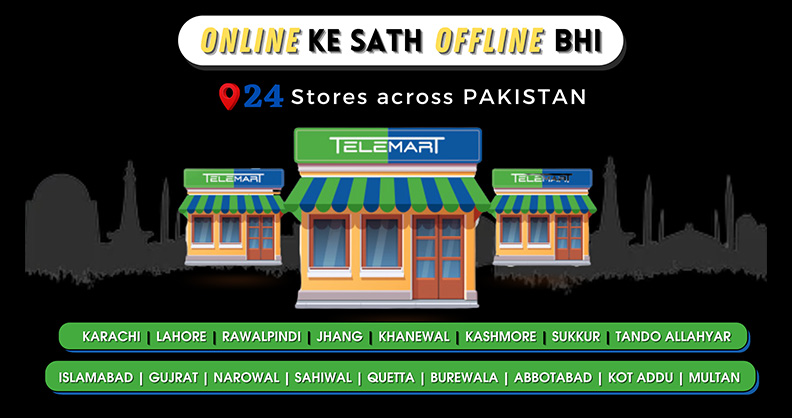 ONLINE KE SATH OFFLINE BHI
24 Stores across PAKISTAN
TELEMART
TELEMART
TELEMART
KARACHI | LAHORE | RAWALPINDI | JHANG | KHANEWAL | KASHMORE | SUKKUR | TANDO ALLAHYAR
ISLAMABAD | GUJRAT | NAROWAL | SAHIWAL | QUETTA | BUREWALA | ABBOTABAD | KOT ADDU | MULTAN